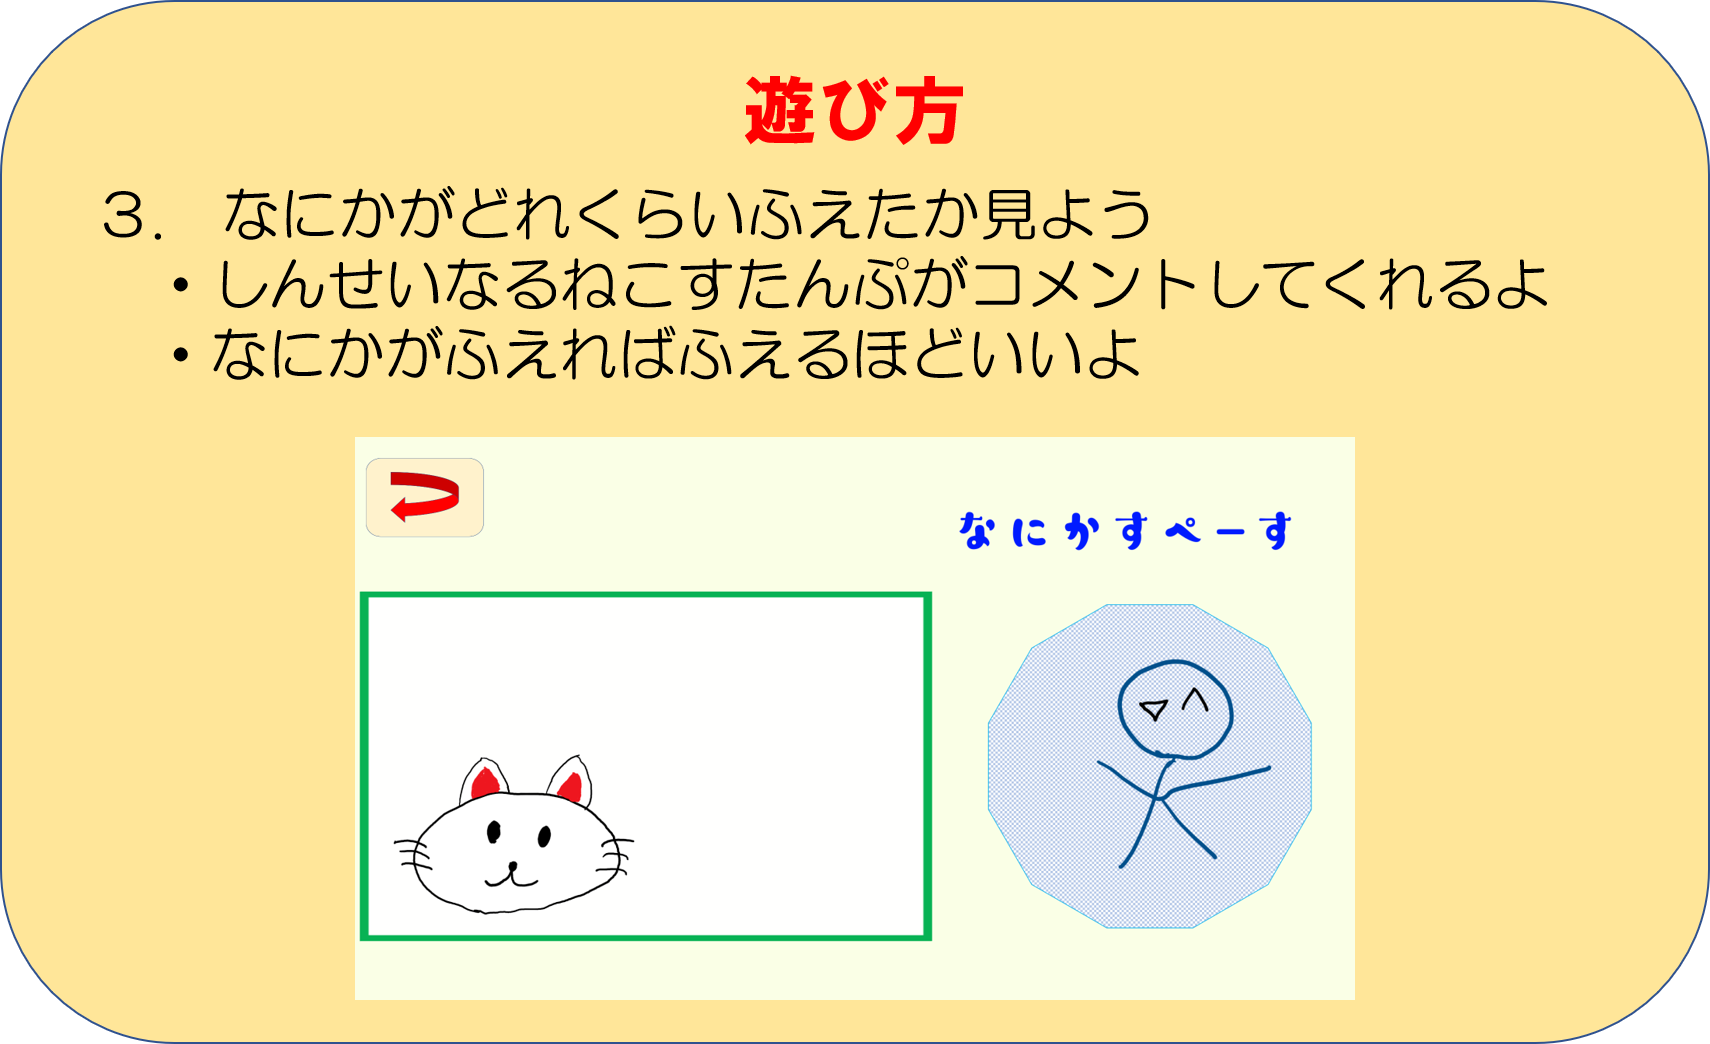 遊び方
３．　なにかがどれくらいふえたか見よう
・しんせいなるねこすたんぷがコメントしてくれるよ
・なにかがふえればふえるほどいいよ
なにかすぺーす